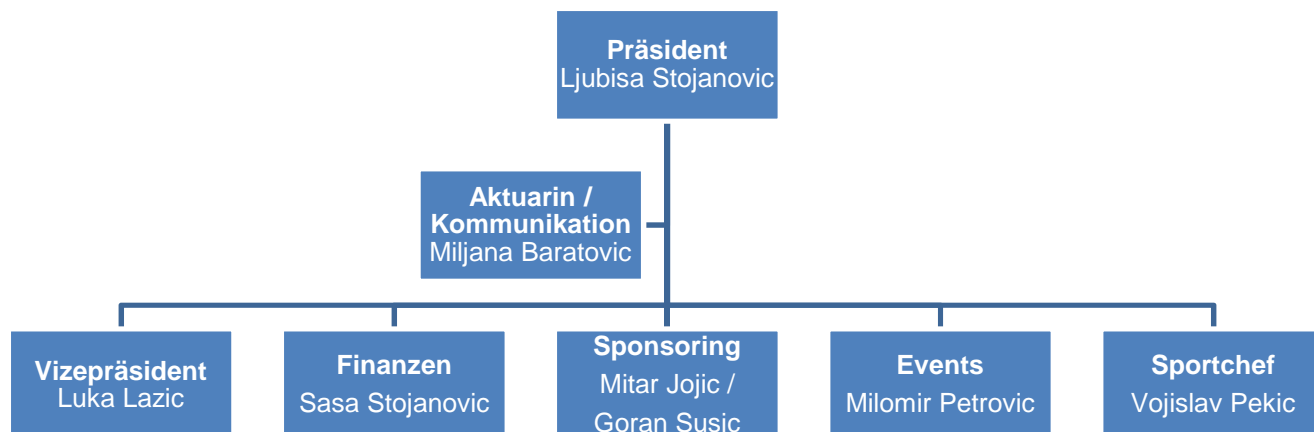 Präsident
Ljubisa Stojanovic
Aktuarin /
Kommunikation
Miljana Baratovic
Vizepräsident
Luka Lazic
Finanzen
Sasa Stojanovic
Sponsoring
Mitar Jojic /
Goran Susic
Events
Milomir Petrovic
Sportchef
Vojislav Pekic